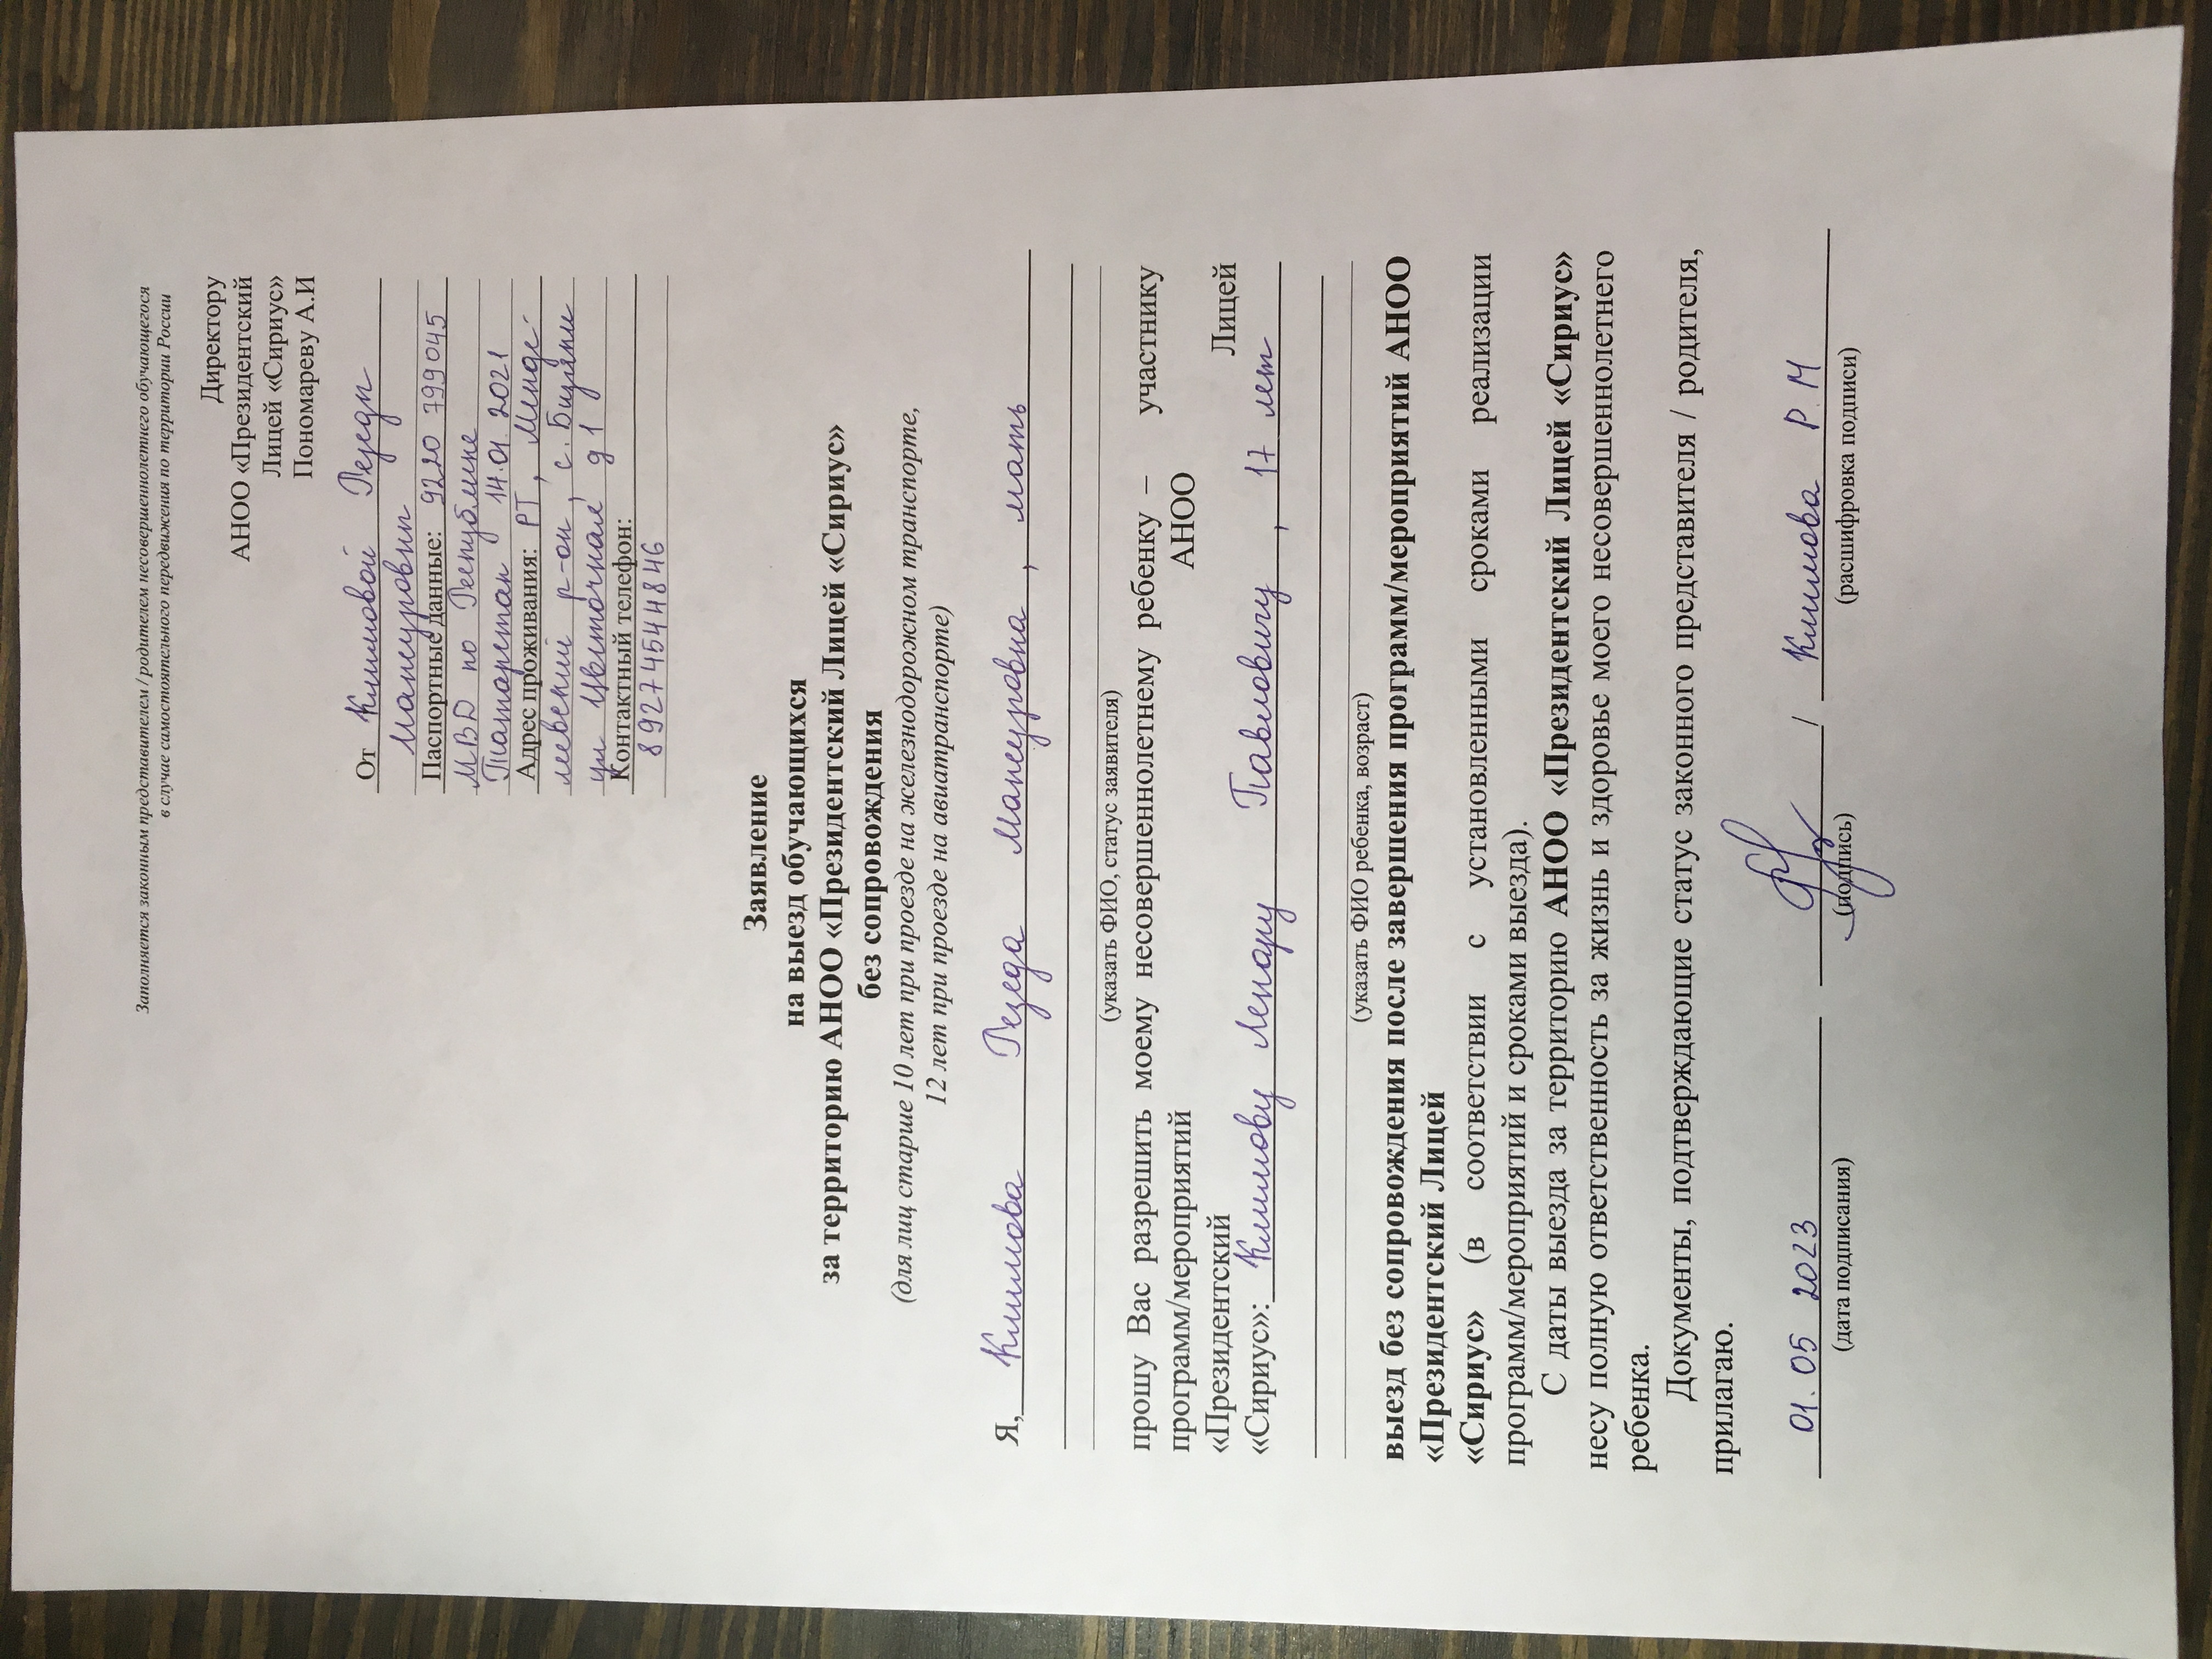 Заполняется законным представителем / родителем несовершеннолетнего обучающегося
в случае самостоятельного передвижения по территории России
Директору
АНОО «Президентский
Лицей «Сириус»
Пономареву А.И
От Климовой Резеды
Мансуровны
Паспортные данные: 9220 799045
МВД по Республике
Татарстан 14.01.2021
Адрес проживания: РТ, Менде-
леевский р-он, с. Бизяки
ул Цветочная д 1
Контактный телефон:
89274544846
Заявление
на выезд обучающихся
за территорию АНОО «Президентский Лицей «Сириус»
без сопровождения
(для лиц старше 10 лет при проезде на железнодорожном транспорте,
12 лет при проезде на авиатранспорте)
Я, Климова Резеда Мансуровна, мать
(указать ФИО, статус заявителя)
прошу Вас разрешить моему несовершеннолетнему ребенку – участнику
программ/мероприятий АНОО
«Президентский Лицей
«Сириус»: Климову Ленару Павловичу, 17 лет
(указать ФИО ребенка, возраст)
выезд без сопровождения после завершения программ/мероприятий АНОО
«Президентский Лицей
«Сириус» (в соответствии с установленными сроками реализации
программ/мероприятий и сроками выезда).
С даты выезда за территорию АНОО «Президентский Лицей «Сириус»
несу полную ответственность за жизнь и здоровье моего несовершеннолетнего
ребенка.
Документы, подтверждающие статус законного представителя / родителя,
прилагаю.
01.05 2023 / Климова Р.М
(дата подписания) (подпись) (расшифровка подписи)